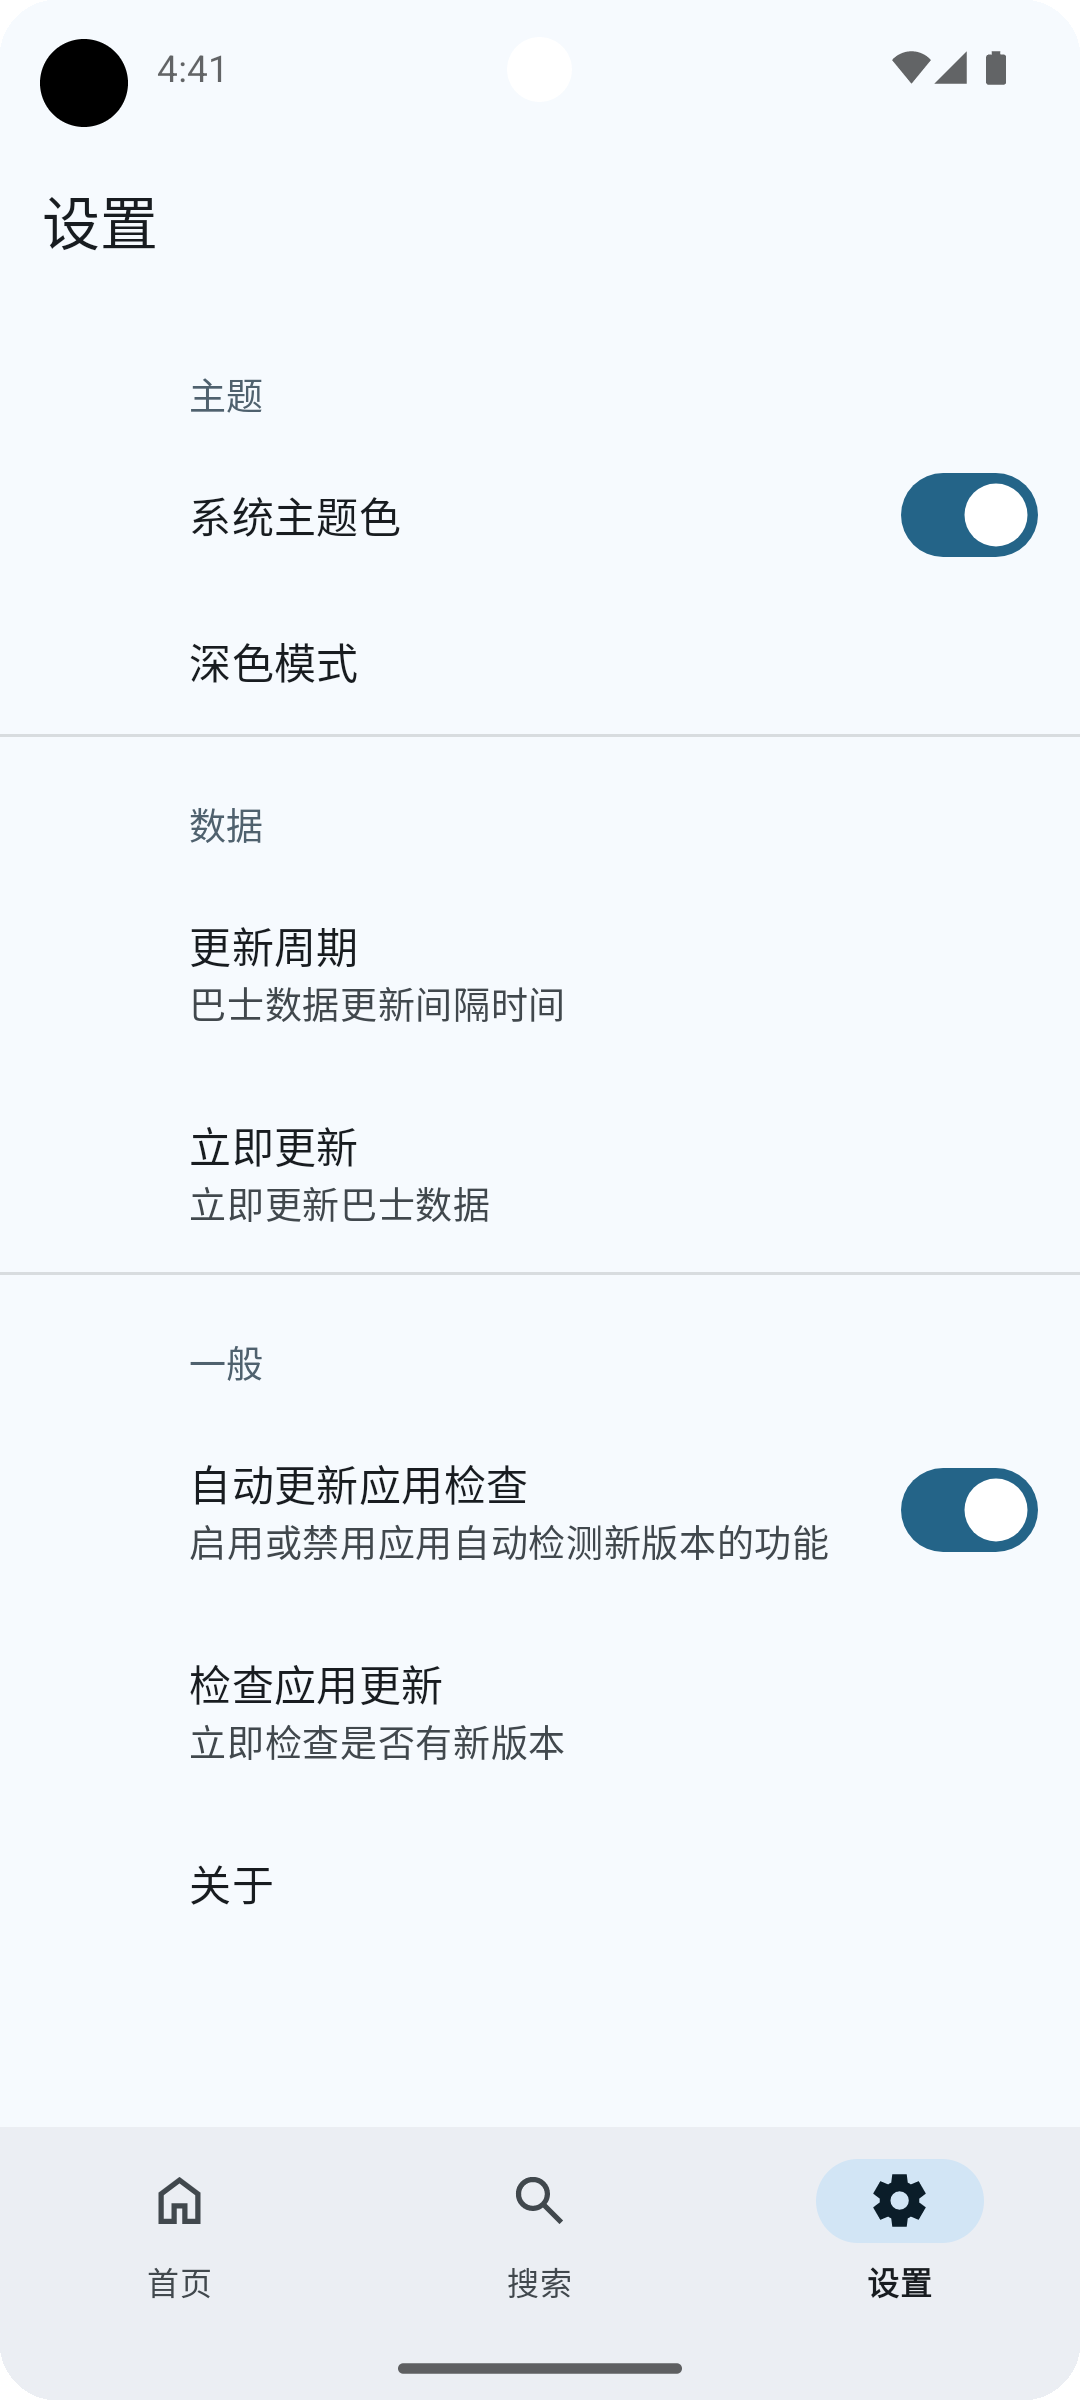 4:41
设置
主题
系统主题色
深色模式
数据
更新周期
巴士数据更新间隔时间
立即更新
立即更新巴士数据
一般
自动更新应用检查
启用或禁用应用自动检测新版本的功能
检查应用更新
立即检查是否有新版本
关于
首页
搜索
设置